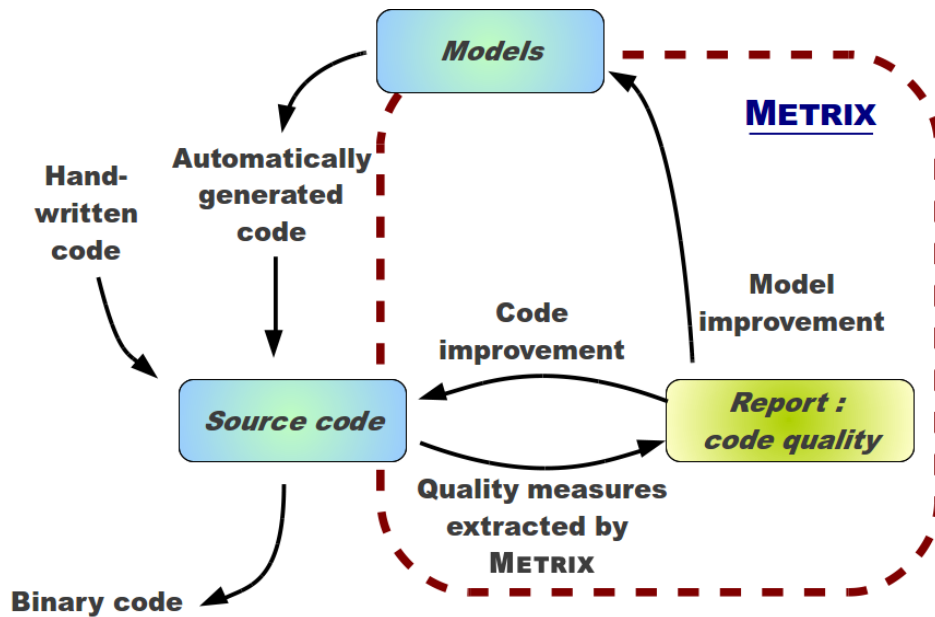 Models
METRIX
Automatically
generated
code
Hand-
written
code
Model
improvement
Code
improvement
Report :
code quality
Source code
Quality measures
extracted by
METRIX
Binary code